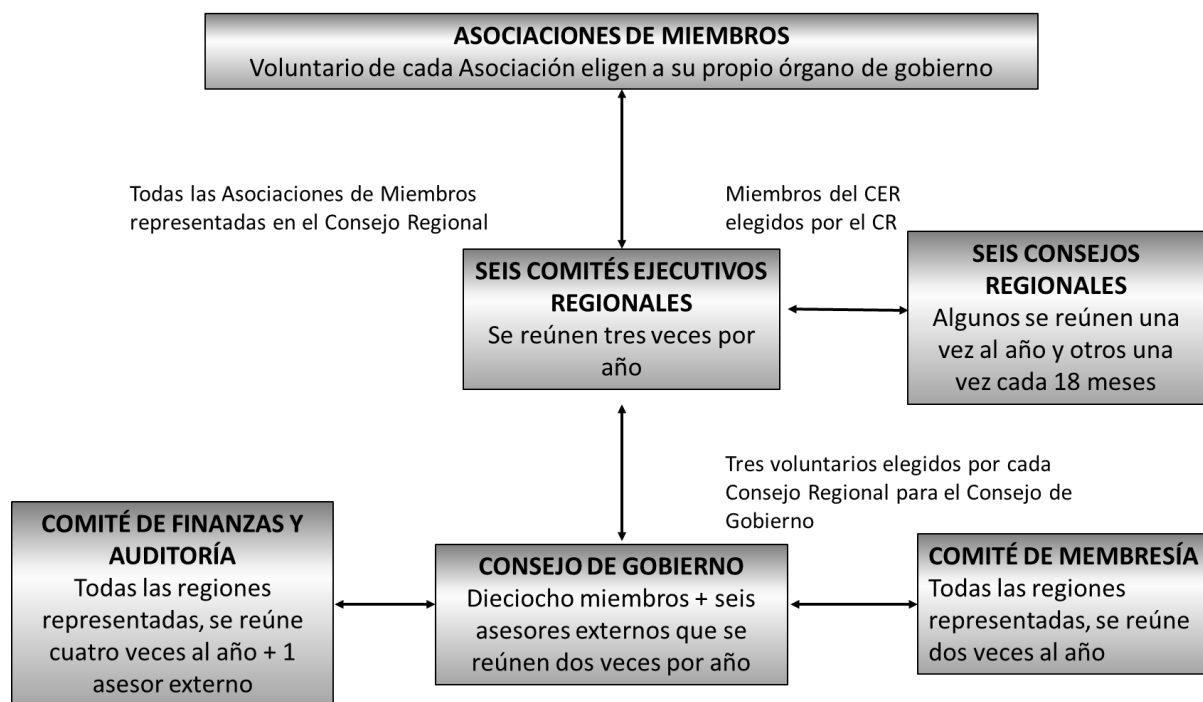 ASOCIACIONES DE MIEMBROS
Voluntario de cada Asociación eligen a su propio órgano de gobierno
Todas las Asociaciones de Miembros
representadas en el Consejo Regional
Miembros del CER
elegidos por el CR
SEIS COMITÉS EJECUTIVOS
REGIONALES
Se reúnen tres veces por
año
SEIS CONSEJOS
REGIONALES
Algunos se reúnen una
vez al año y otros una
vez cada 18 meses
Tres voluntarios elegidos por cada
Consejo Regional para el Consejo de
Gobierno
COMITÉ DE FINANZAS Y
AUDITORÍA
Todas las regiones
representadas, se reúne
cuatro veces al año + 1
asesor externo
CONSEJO DE GOBIERNO
Dieciocho miembros + seis
asesores externos que se
reúnen dos veces por año
COMITÉ DE MEMBRESÍA
Todas las regiones
representadas, se reúne
dos veces al año